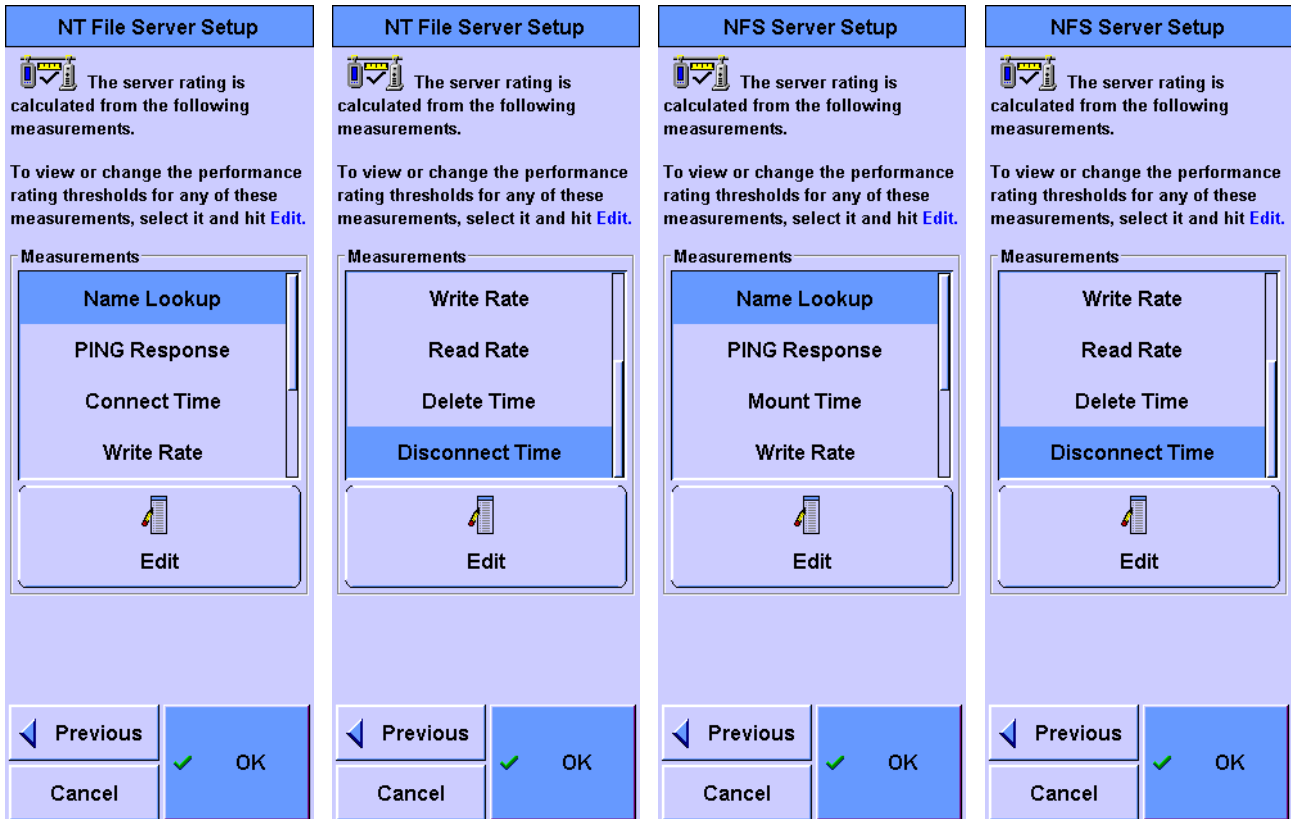 NT File Server Setup
The server rating is
calculated from the following
measurements.
To view or change the performance
rating thresholds for any of these
measurements, select it and hit Edit.
Measurements
Name Lookup
PING Response
Connect Time
Write Rate
Edit
Previous
OK
Cancel
NT File Server Setup
The server rating is
calculated from the following
measurements.
To view or change the performance
rating thresholds for any of these
measurements, select it and hit Edit.
Measurements
Write Rate
Read Rate
Delete Time
Disconnect Time
Edit
Previous
OK
Cancel
NFS Server Setup
The server rating is
calculated from the following
measurements.
To view or change the performance
rating thresholds for any of these
measurements, select it and hit Edit.
Measurements
Name Lookup
PING Response
Mount Time
Write Rate
Edit
Previous
OK
Cancel
NFS Server Setup
The server rating is
calculated from the following
measurements.
To view or change the performance
rating thresholds for any of these
measurements, select it and hit Edit.
Measurements
Write Rate
Read Rate
Delete Time
Disconnect Time
Edit
Previous
OK
Cancel